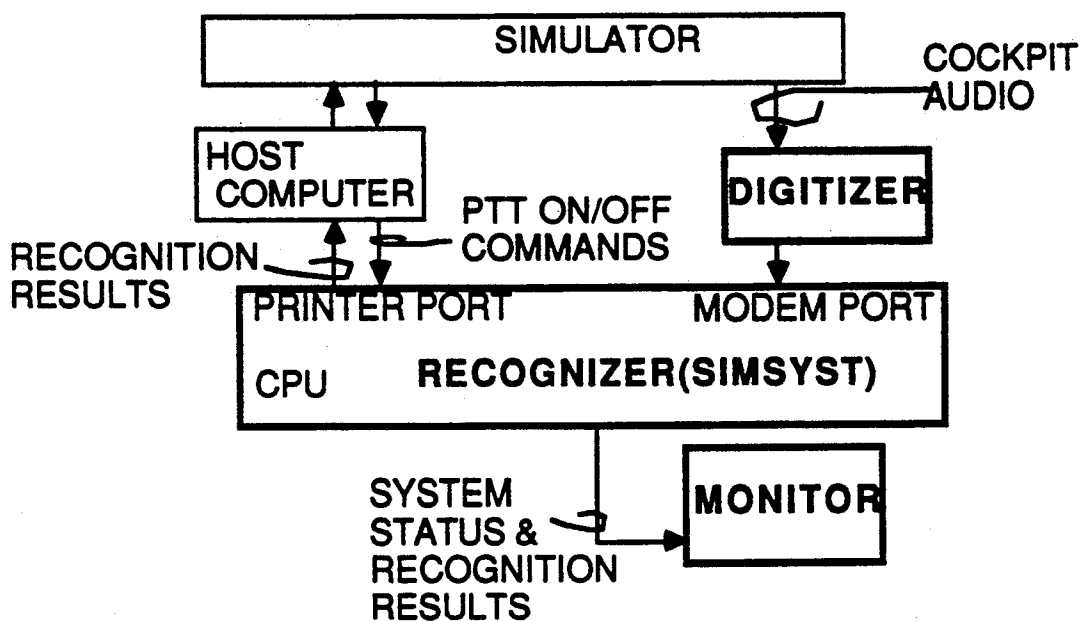 SIMULATOR
COCKPIT
AUDIO
HOST
COMPUTER
DIGITIZER
PTT ON/OFF
COMMANDS
RECOGNITION
RESULTS
PRINTER PORT
MODEM PORT
CPU
RECOGNIZER(SIMSYST)
SYSTEM
STATUS &
RECOGNITION
RESULTS
MONITOR